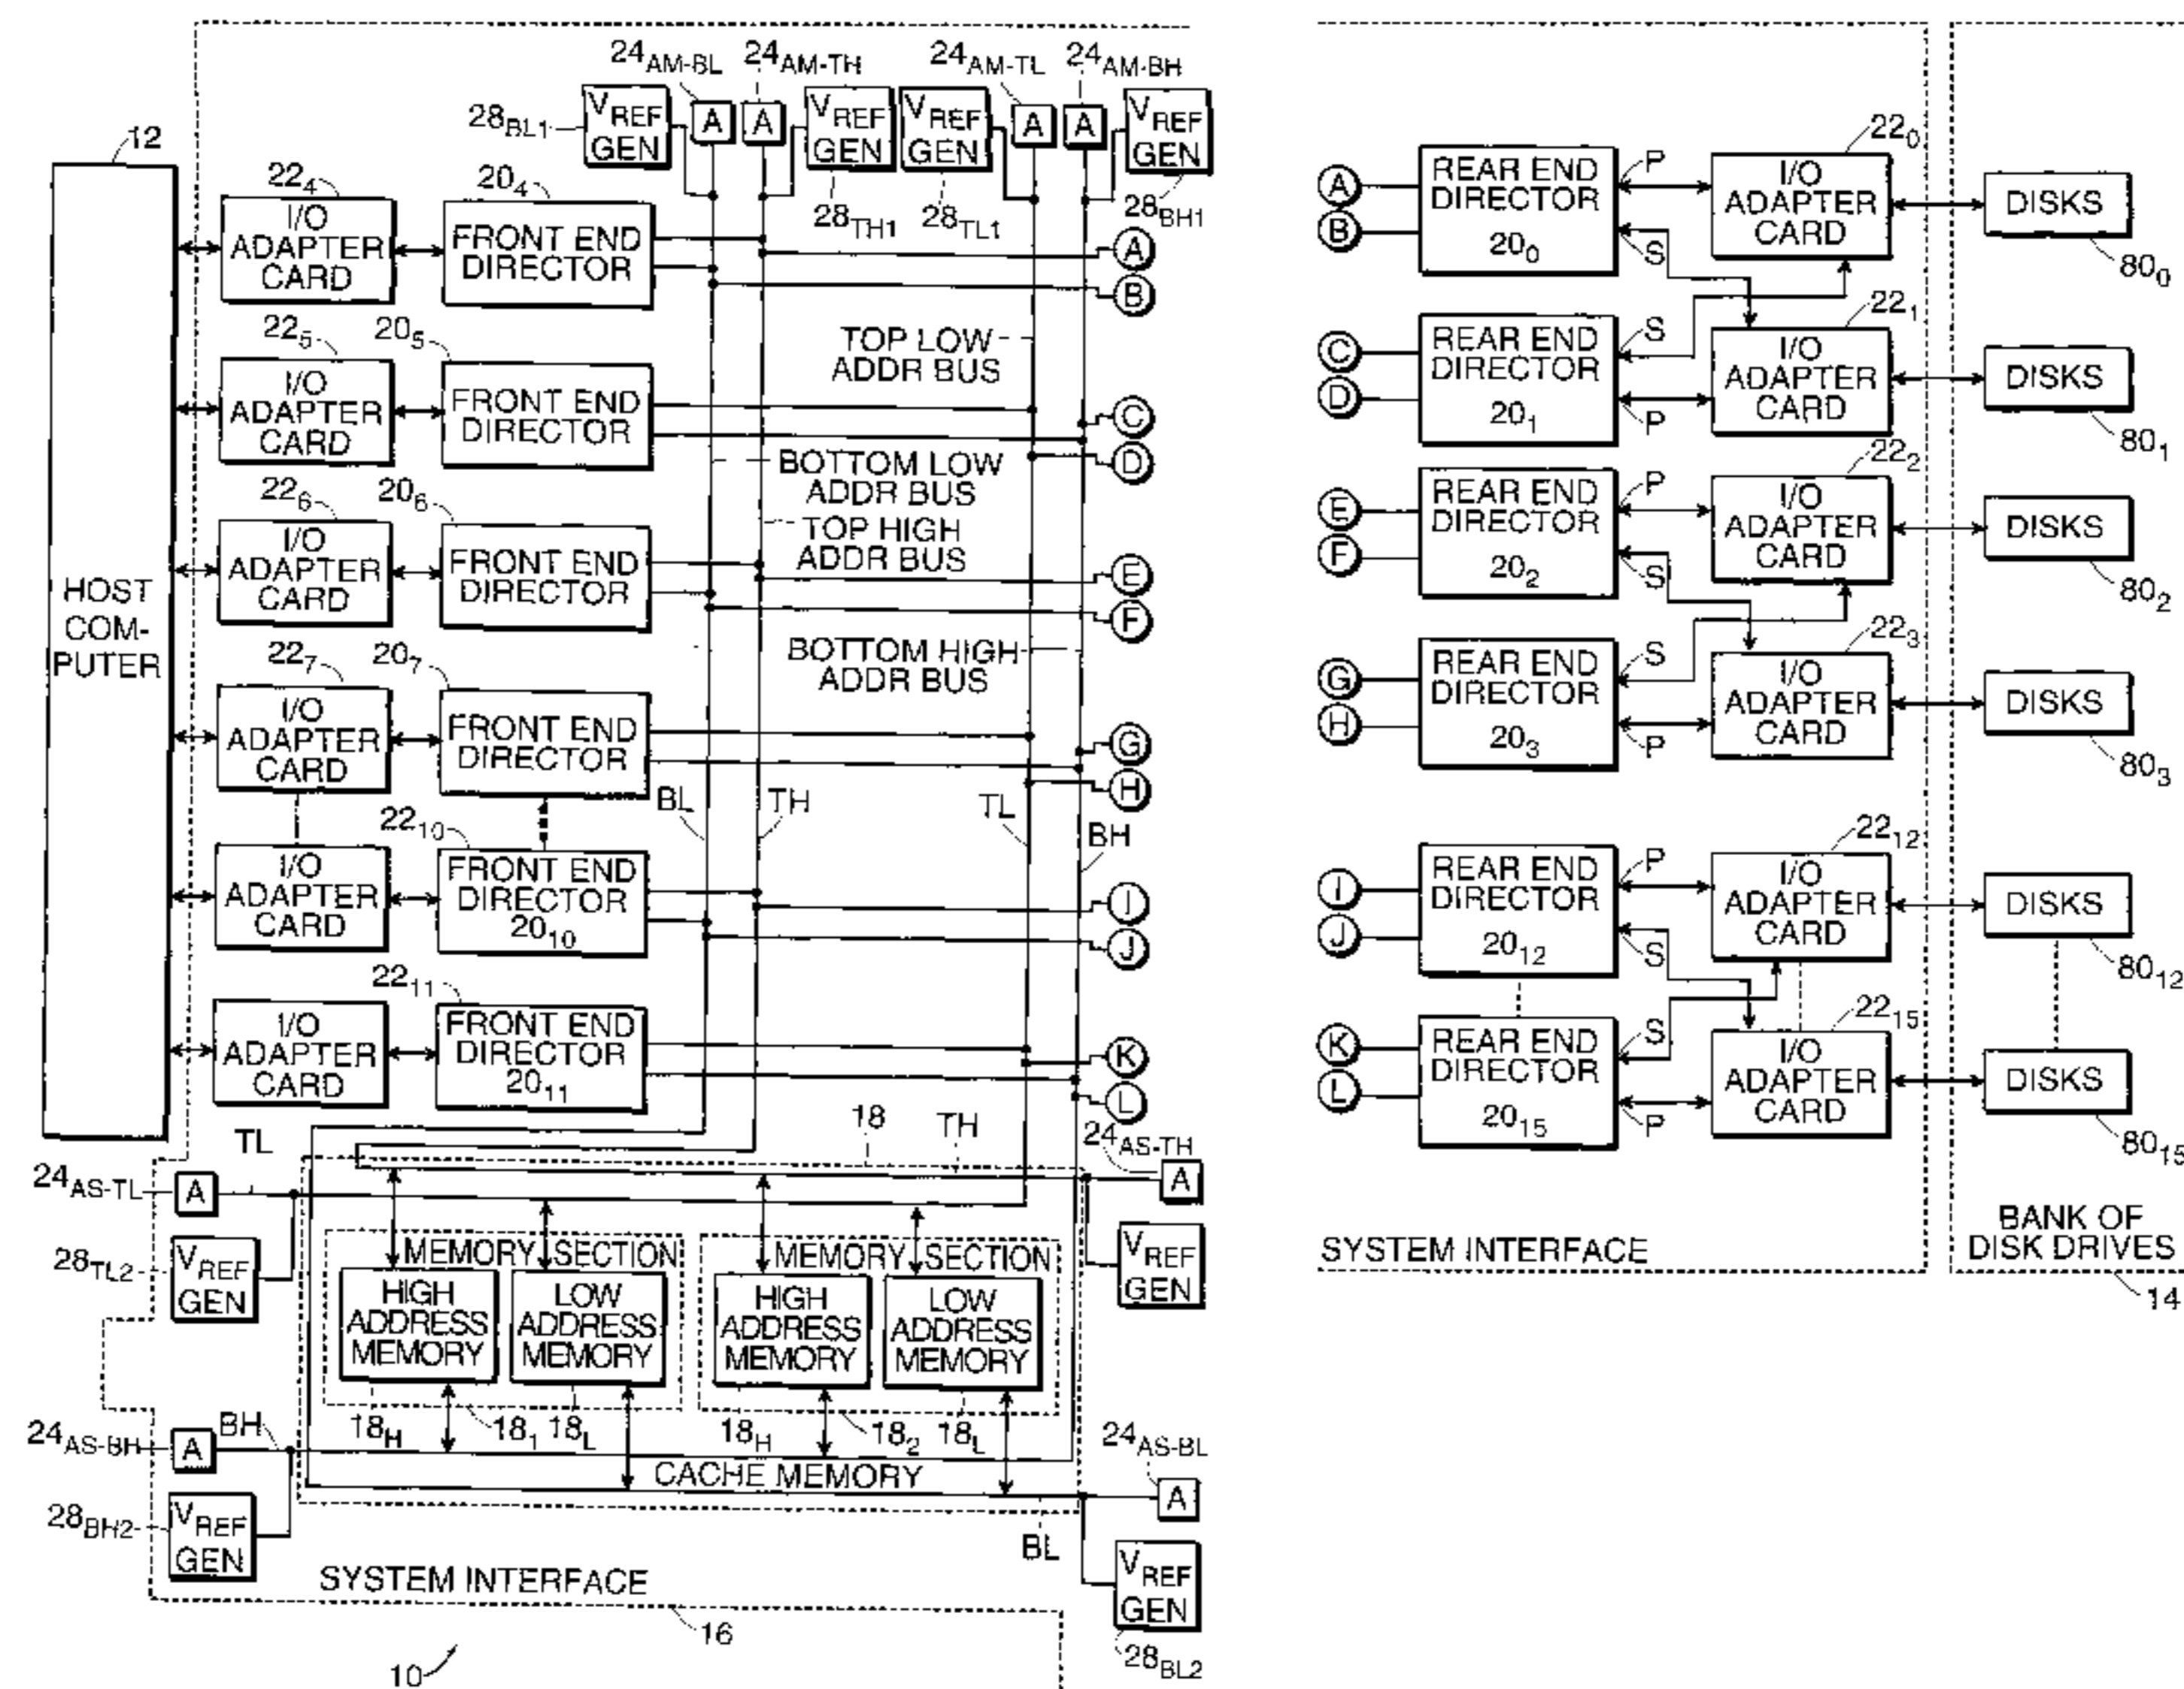 24AM-BL 24AM-TH 24AM-TL 24AM-BH
28BL1 VREF GEN A A VREF GEN VREF GEN A A VREF GEN
28TH1 28TL1 28BH1
12
HOST COM- PUTER
224 204
I/O ADAPTER CARD
FRONT END DIRECTOR
A
B
TOP LOW ADDR BUS
225 205
I/O ADAPTER CARD
FRONT END DIRECTOR
C
D
BOTTOM LOW ADDR BUS
226 206
I/O ADAPTER CARD
FRONT END DIRECTOR
TOP HIGH ADDR BUS
E
F
BOTTOM HIGH ADDR BUS
227 207
I/O ADAPTER CARD
FRONT END DIRECTOR
G
H
BL TH TL BH
2210
I/O ADAPTER CARD
FRONT END DIRECTOR 2010
I
J
2211
I/O ADAPTER CARD
FRONT END DIRECTOR 2011
K
L
TL 18 TH 24AS-TH
24AS-TL A A
28TL2 VREF GEN
VREF GEN
MEMORY SECTION MEMORY SECTION
HIGH ADDRESS MEMORY
LOW ADDRESS MEMORY
HIGH ADDRESS MEMORY
LOW ADDRESS MEMORY
18H 181 18L 18H 182 18L
24AS-BH A BH
CACHE MEMORY
24AS-BL A
28BH2 VREF GEN
BL
VREF GEN
28BL2
SYSTEM INTERFACE
16
10
A
B
REAR END DIRECTOR 200
P
S
220
I/O ADAPTER CARD
DISKS
800
C
D
REAR END DIRECTOR 201
S
P
221
I/O ADAPTER CARD
DISKS
801
E
F
REAR END DIRECTOR 202
P
S
222
I/O ADAPTER CARD
DISKS
802
G
H
REAR END DIRECTOR 203
S
P
223
I/O ADAPTER CARD
DISKS
803
I
J
REAR END DIRECTOR 2012
P
S
2212
I/O ADAPTER CARD
DISKS
8012
K
L
REAR END DIRECTOR 2015
S
P
2215
I/O ADAPTER CARD
DISKS
8015
SYSTEM INTERFACE
BANK OF DISK DRIVES
14